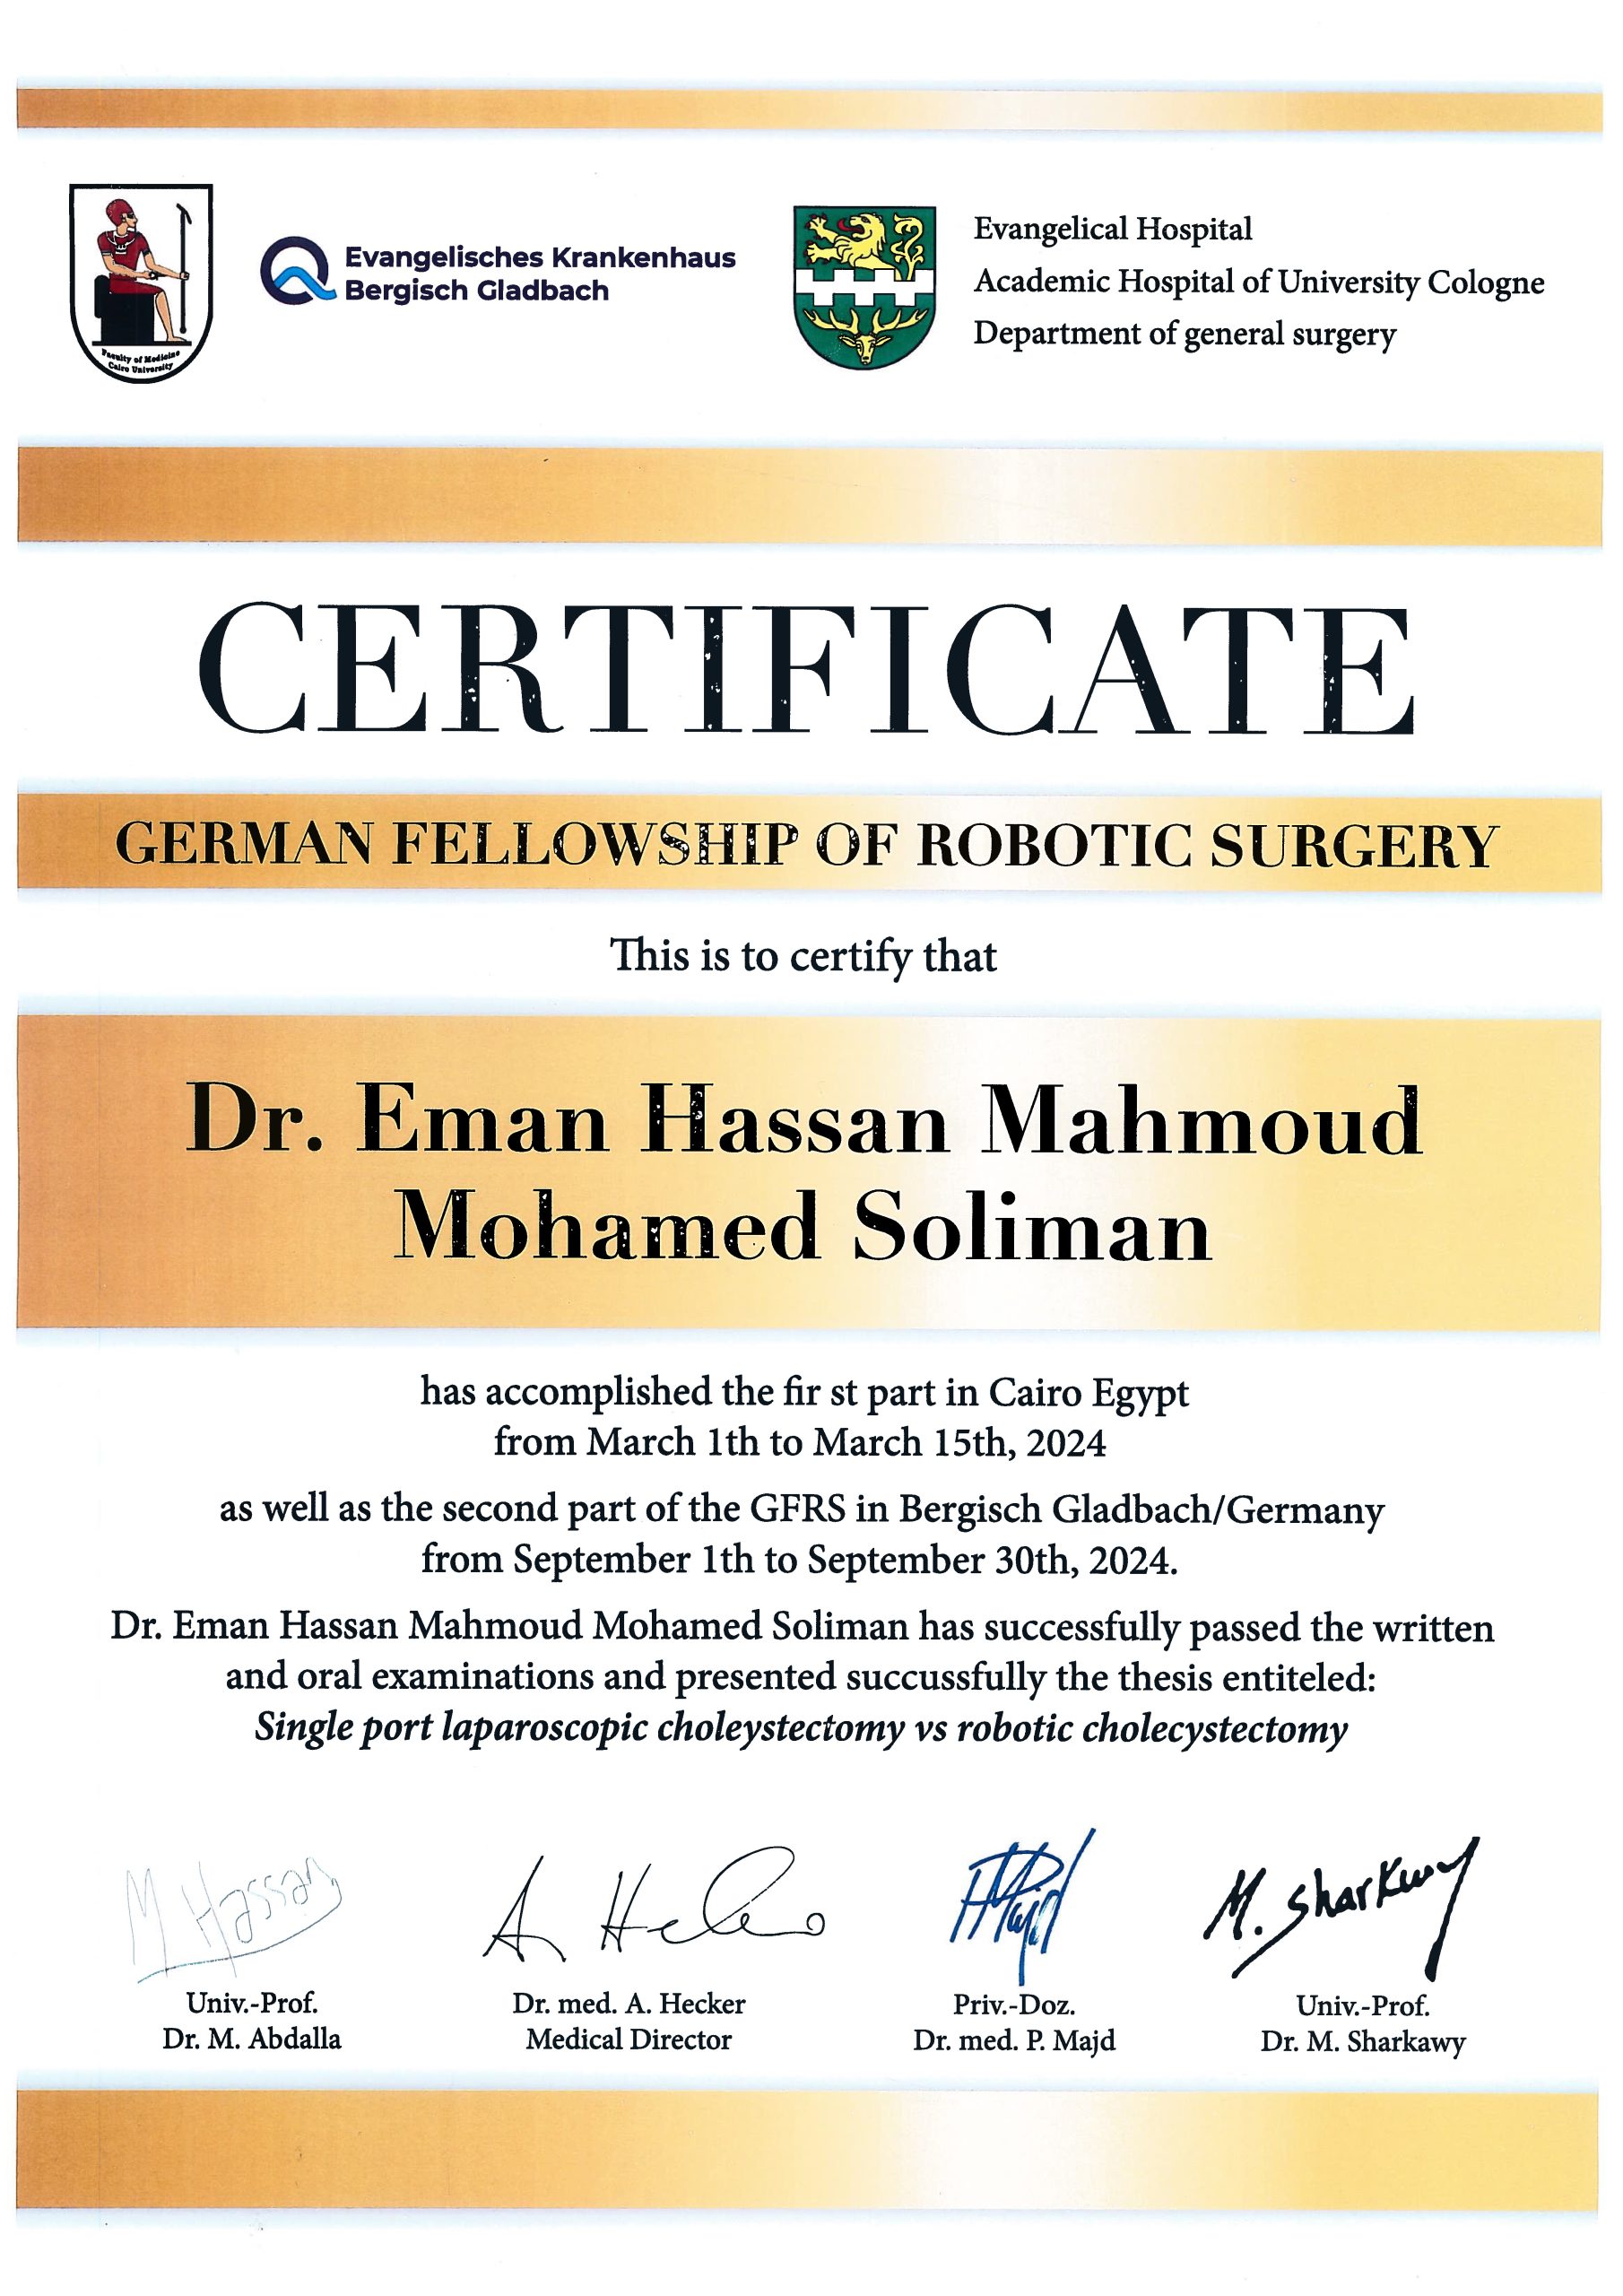 Faculty of Medicine
Cairo University
Evangelisches Krankenhaus
Bergisch Gladbach
Evangelical Hospital
Academic Hospital of University Cologne
Department of general surgery
CERTIFICATE
GERMAN FELLOWSHIP OF ROBOTIC SURGERY
This is to certify that
Dr. Eman Hassan Mahmoud
Mohamed Soliman
has accomplished the fir st part in Cairo Egypt
from March 1th to March 15th, 2024
as well as the second part of the GFRS in Bergisch Gladbach/Germany
from September 1th to September 30th, 2024.
Dr. Eman Hassan Mahmoud Mohamed Soliman has successfully passed the written
and oral examinations and presented succussfully the thesis entiteled:
Single port laparoscopic choleystectomy vs robotic cholecystectomy
M Hassan
A Hecker
PMajd
M. Sharkawy
Univ.-Prof.
Dr. M. Abdalla
Dr. med. A. Hecker
Medical Director
Priv.-Doz.
Dr. med. P. Majd
Univ.-Prof.
Dr. M. Sharkawy